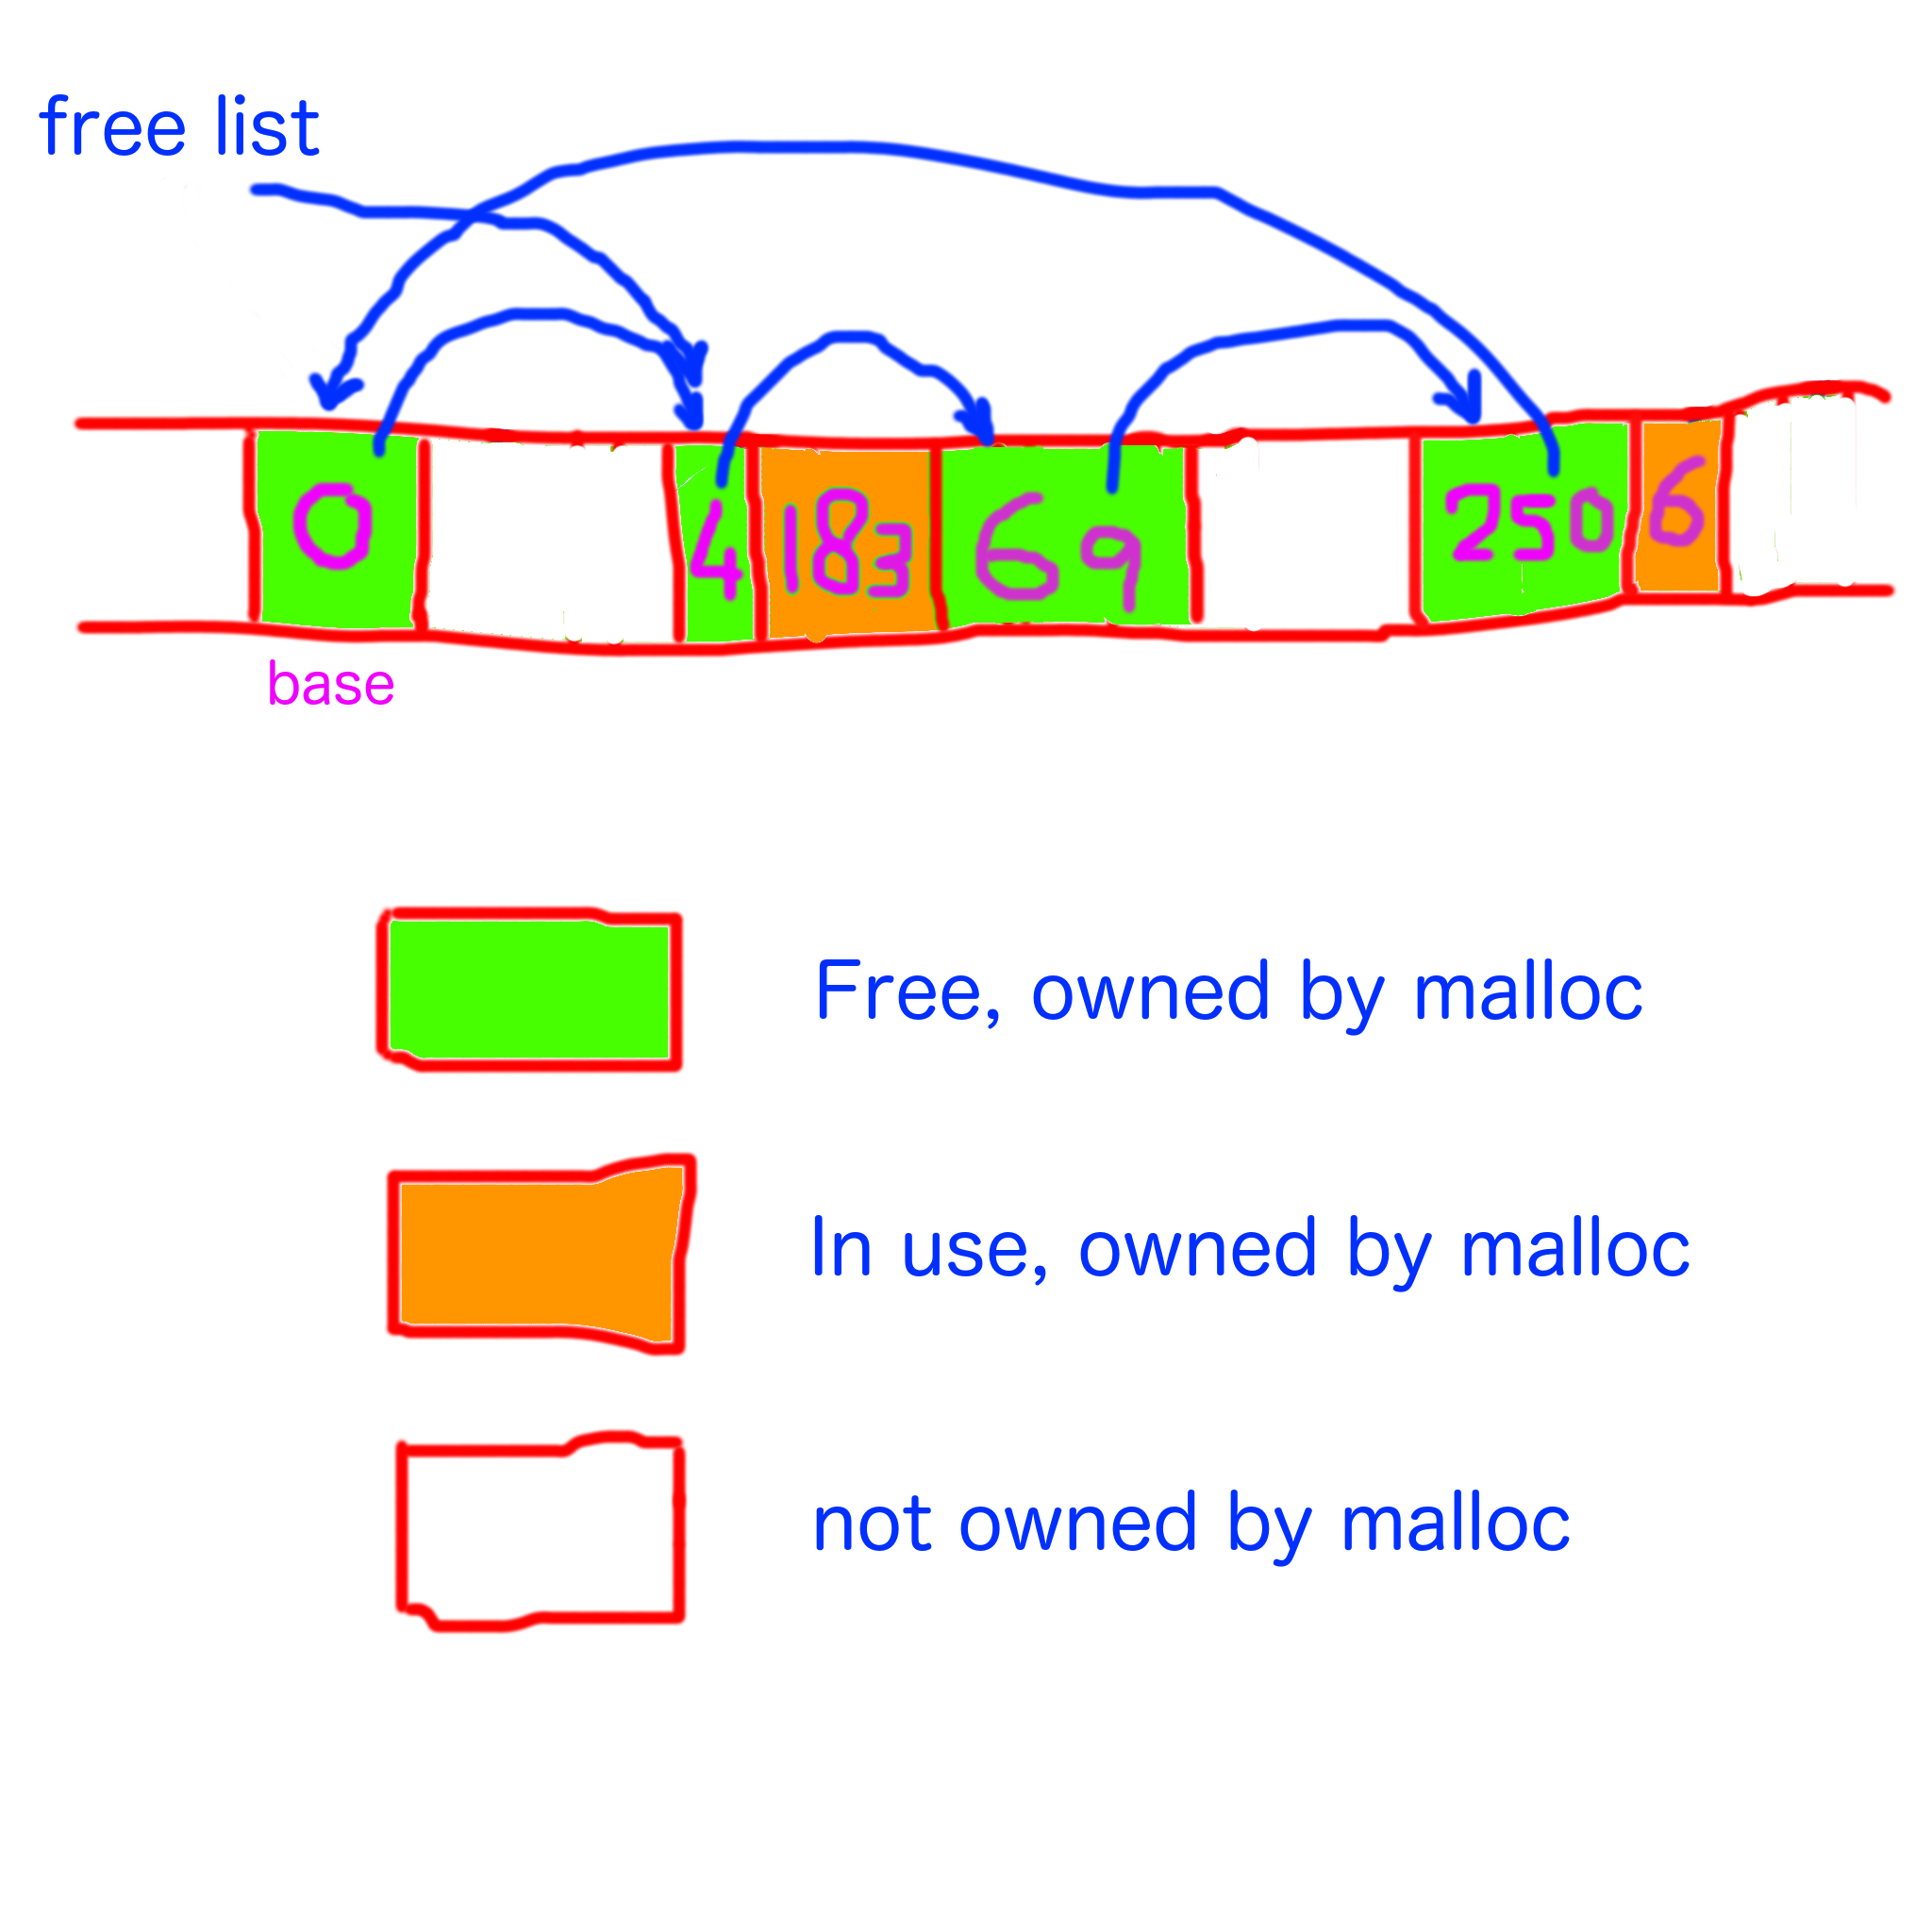 free list
0 4 183 69 250 6
base
Free, owned by malloc
In use, owned by malloc
not owned by malloc